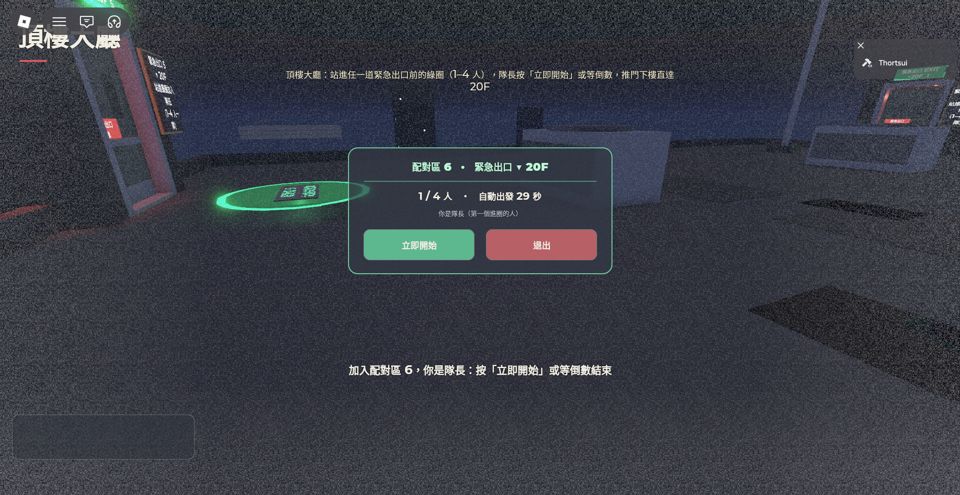 頂樓大廳
Thortsui
頂樓大廳：站進任一道緊急出口前的綠圈（1–4 人），隊長按「立即開始」或等倒數，推門下樓直達
20F
配對區 6 • 緊急出口 ▼ 20F
1 / 4 人 • 自動出發 29 秒
你是隊長（第一個進圈的人）
立即開始
退出
加入配對區 6，你是隊長：按「立即開始」或等倒數結束